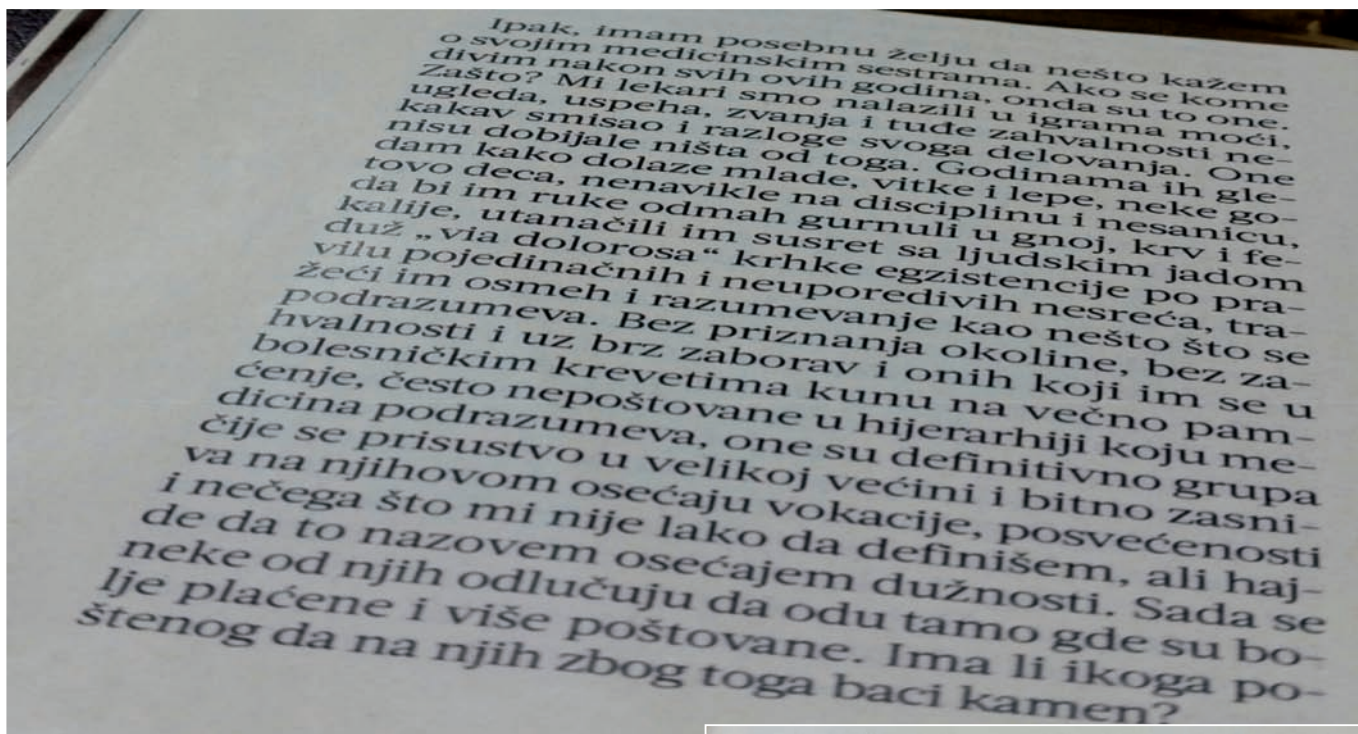 Ipak, imam posebnu želju da nešto kažem
o svojim medicinskim sestrama. Ako se kome
divim nakon svih ovih godina, onda su to one.
Zašto? Mi lekari smo nalazili u igrama moći,
ugleda, uspeha, zvanja i tuđe zahvalnosti ne-
kakav smisao i razloge svoga delovanja. One
nisu dobijale ništa od toga. Godinama ih gle-
dam kako dolaze mlade, vitke i lepe, neke go-
tovo deca, nenavikle na disciplinu i nesanicu,
da bi im ruke odmah gurnuli u gnoj, krv i fe-
kalije, utanačili im susret sa ljudskim jadom
duž „via dolorosa“ krhke egzistencije po pra-
vilu pojedinačnih i neuporedivih nesreća, tra-
žeći im osmeh i razumevanje kao nešto što se
podrazumeva. Bez priznanja okoline, bez za-
hvalnosti i uz brz zaborav i onih koji im se u
bolesničkim krevetima kunu na večno pam-
ćenje, često nepoštovane u hijerarhiji koju me-
dicina podrazumeva, one su definitivno grupa
čije se prisustvo u velikoj većini i bitno zasni-
va na njihovom osećaju vokacije, posvećenosti
i nečega što mi nije lako da definišem, ali haj-
de da to nazovem osećajem dužnosti. Sada se
neke od njih odlučuju da odu tamo gde su bo-
lje plaćene i više poštovane. Ima li ikoga po-
štenog da na njih zbog toga baci kamen?